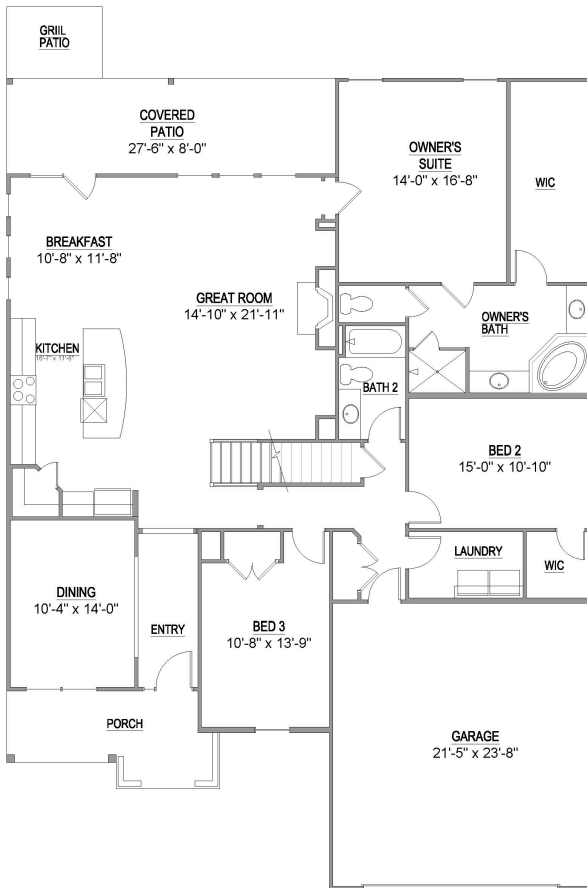 GRIIL
PATIO
COVERED
PATIO
27'-6" x 8'-0"
OWNER'S
SUITE
14'-0" x 16'-8"
WIC
BREAKFAST
10'-8" x 11'-8"
GREAT ROOM
14'-10" x 21'-11"
OWNER'S
BATH
KITCHEN
BATH 2
BED 2
15'-0" x 10'-10"
LAUNDRY
WIC
DINING
10'-4" x 14'-0"
ENTRY
BED 3
10'-8" x 13'-9"
PORCH
GARAGE
21'-5" x 23'-8"